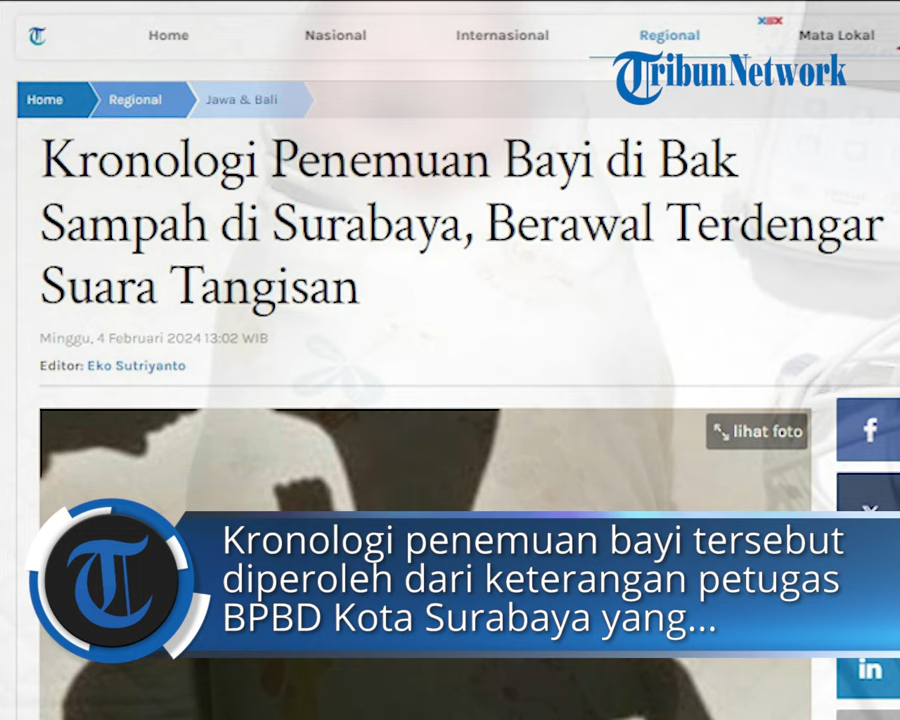 Home Nasional Internasional Regional Mata Lokal
TribunNetwork
Home Regional Jawa & Bali
Kronologi Penemuan Bayi di Bak
Sampah di Surabaya, Berawal Terdengar
Suara Tangisan
Minggu, 4 Februari 2024 13:02 WIB
Editor: Eko Sutriyanto
lihat foto
Kronologi penemuan bayi tersebut
diperoleh dari keterangan petugas
BPBD Kota Surabaya yang...